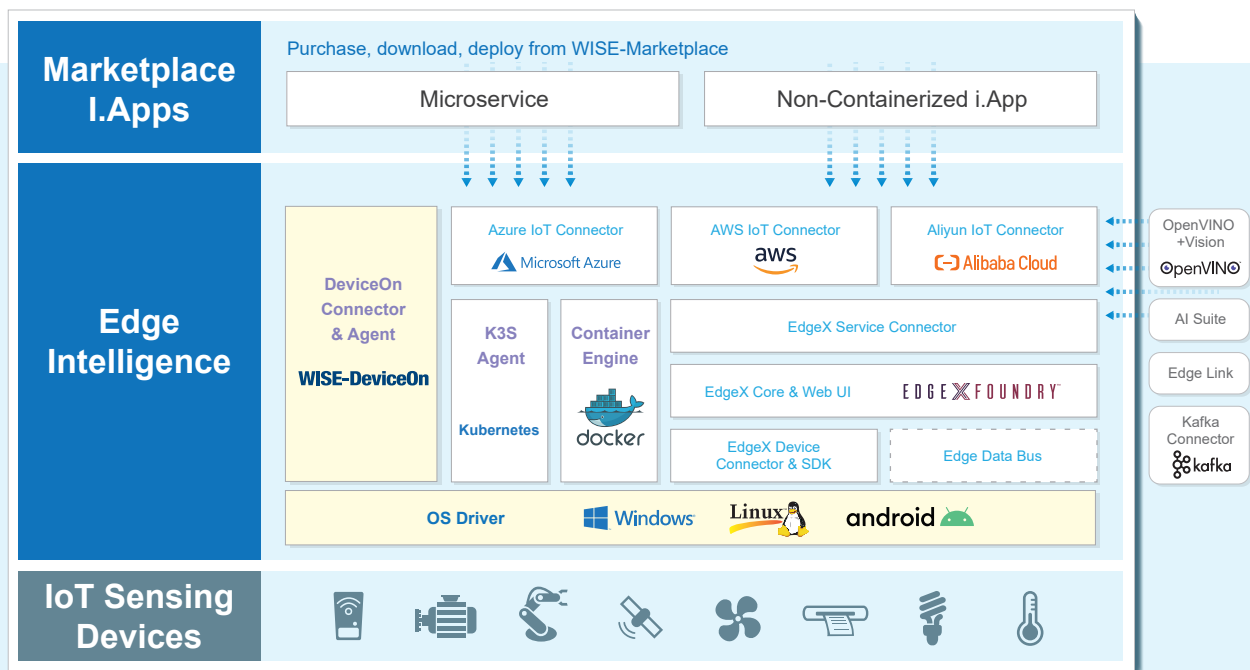 Marketplace
I.Apps
Purchase, download, deploy from WISE-Marketplace
Microservice
Non-Containerized i.App
Edge
Intelligence
DeviceOn
Connector
& Agent
WISE-DeviceOn
Azure IoT Connector
Microsoft Azure
AWS IoT Connector
aws
Aliyun IoT Connector
Alibaba Cloud
K3S
Agent
Kubernetes
Container
Engine
docker
EdgeX Service Connector
EdgeX Core & Web UI
EDGE X FOUNDRY
EdgeX Device
Connector & SDK
Edge Data Bus
OS Driver
Windows
Linux
android
OpenVINO
+Vision
OpenVINO
AI Suite
Edge Link
Kafka
Connector
kafka
IoT Sensing
Devices